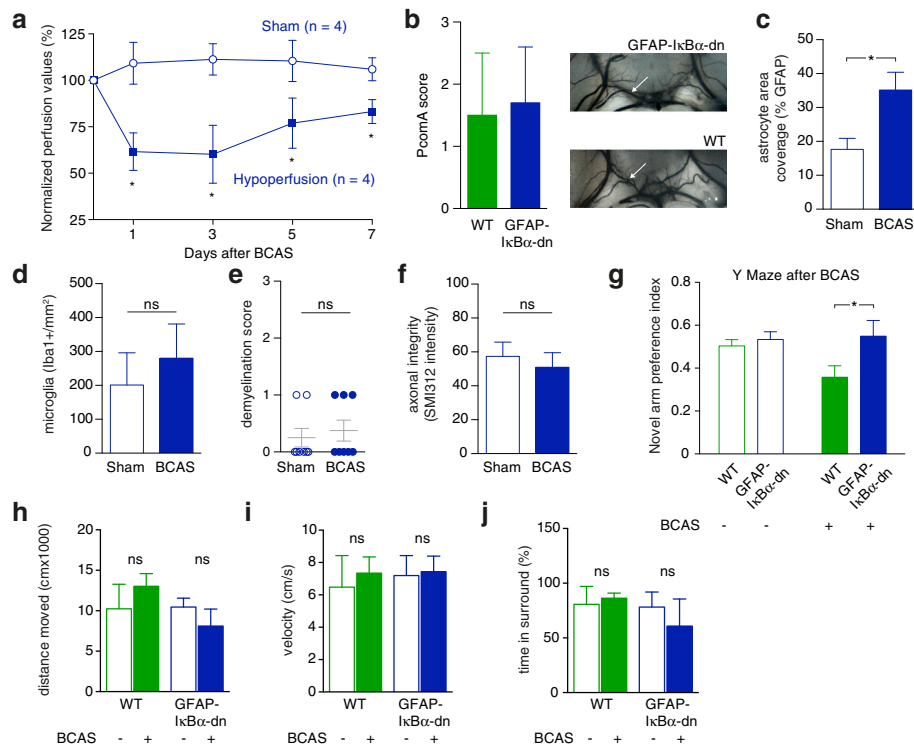 a
Normalized perfusion values (%)
125
100
75
50
25
Sham (n = 4)
Hypoperfusion (n = 4)
*
*
*
*
1
3
5
7
Days after BCAS
b
PcomA score
3
2
1
0
WT
GFAP-
IκBα-dn
GFAP-IκBα-dn
WT
c
astrocyte area
coverage (% GFAP)
50
40
30
20
10
0
*
Sham
BCAS
d
microglia (Iba1+/mm²)
500
400
300
200
100
0
ns
Sham
BCAS
e
demyelination score
3
2
1
0
ns
Sham
BCAS
f
axonal integrity
(SMI312 intensity)
100
80
60
40
20
0
ns
Sham
BCAS
g
Y Maze after BCAS
Novel arm preference index
0.8
0.6
0.4
0.2
0
*
WT
GFAP-
IκBα-dn
WT
GFAP-
IκBα-dn
BCAS - - + +
h
distance moved (cmx1000)
20
15
10
5
0
ns
ns
WT
GFAP-
IκBα-dn
BCAS - + - +
i
velocity (cm/s)
10
8
6
4
2
0
ns
ns
WT
GFAP-
IκBα-dn
BCAS - + - +
j
time in surround (%)
150
100
50
0
ns
ns
WT
GFAP-
IκBα-dn
BCAS - + - +